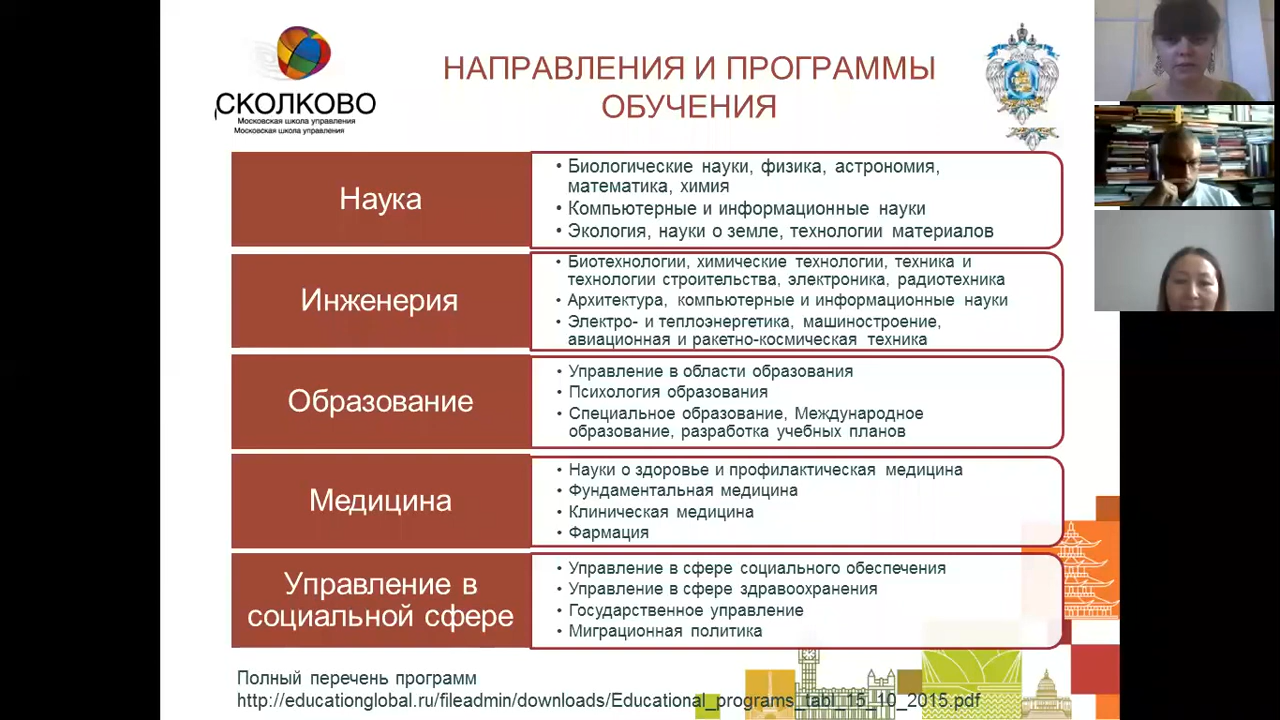 СКОЛКОВО
Московская школа управления
Московская школа управления
НАПРАВЛЕНИЯ И ПРОГРАММЫ
ОБУЧЕНИЯ
Наука
• Биологические науки, физика, астрономия,
математика, химия
• Компьютерные и информационные науки
• Экология, науки о земле, технологии материалов
Инженерия
• Биотехнологии, химические технологии, техника и
технологии строительства, электроника, радиотехника
• Архитектура, компьютерные и информационные науки
• Электро- и теплоэнергетика, машиностроение,
авиационная и ракетно-космическая техника
Образование
• Управление в области образования
• Психология образования
• Специальное образование, Международное
образование, разработка учебных планов
Медицина
• Науки о здоровье и профилактическая медицина
• Фундаментальная медицина
• Клиническая медицина
• Фармация
Управление в
социальной сфере
• Управление в сфере социального обеспечения
• Управление в сфере здравоохранения
• Государственное управление
• Миграционная политика
Полный перечень программ
http://educationglobal.ru/fileadmin/downloads/Educational_programs_tabl_15_10_2015.pdf